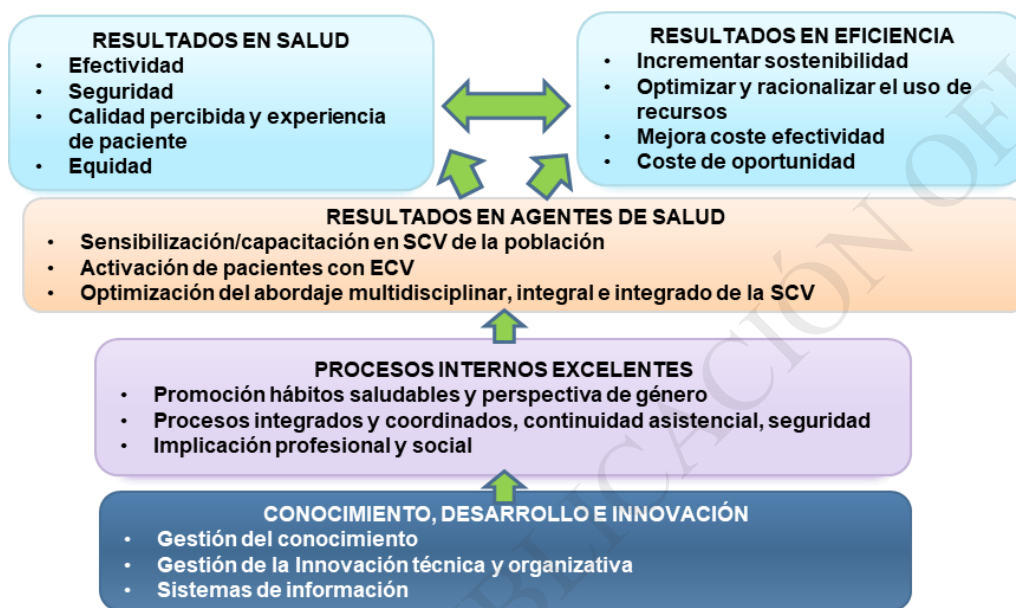 RESULTADOS EN SALUD
• Efectividad
• Seguridad
• Calidad percibida y experiencia
de paciente
• Equidad
RESULTADOS EN EFICIENCIA
• Incrementar sostenibilidad
• Optimizar y racionalizar el uso de
recursos
• Mejora coste efectividad
• Coste de oportunidad
RESULTADOS EN AGENTES DE SALUD
• Sensibilización/capacitación en SCV de la población
• Activación de pacientes con ECV
• Optimización del abordaje multidisciplinar, integral e integrado de la SCV
PROCESOS INTERNOS EXCELENTES
• Promoción hábitos saludables y perspectiva de género
• Procesos integrados y coordinados, continuidad asistencial, seguridad
• Implicación profesional y social
CONOCIMIENTO, DESARROLLO E INNOVACIÓN
• Gestión del conocimiento
• Gestión de la Innovación técnica y organizativa
• Sistemas de información